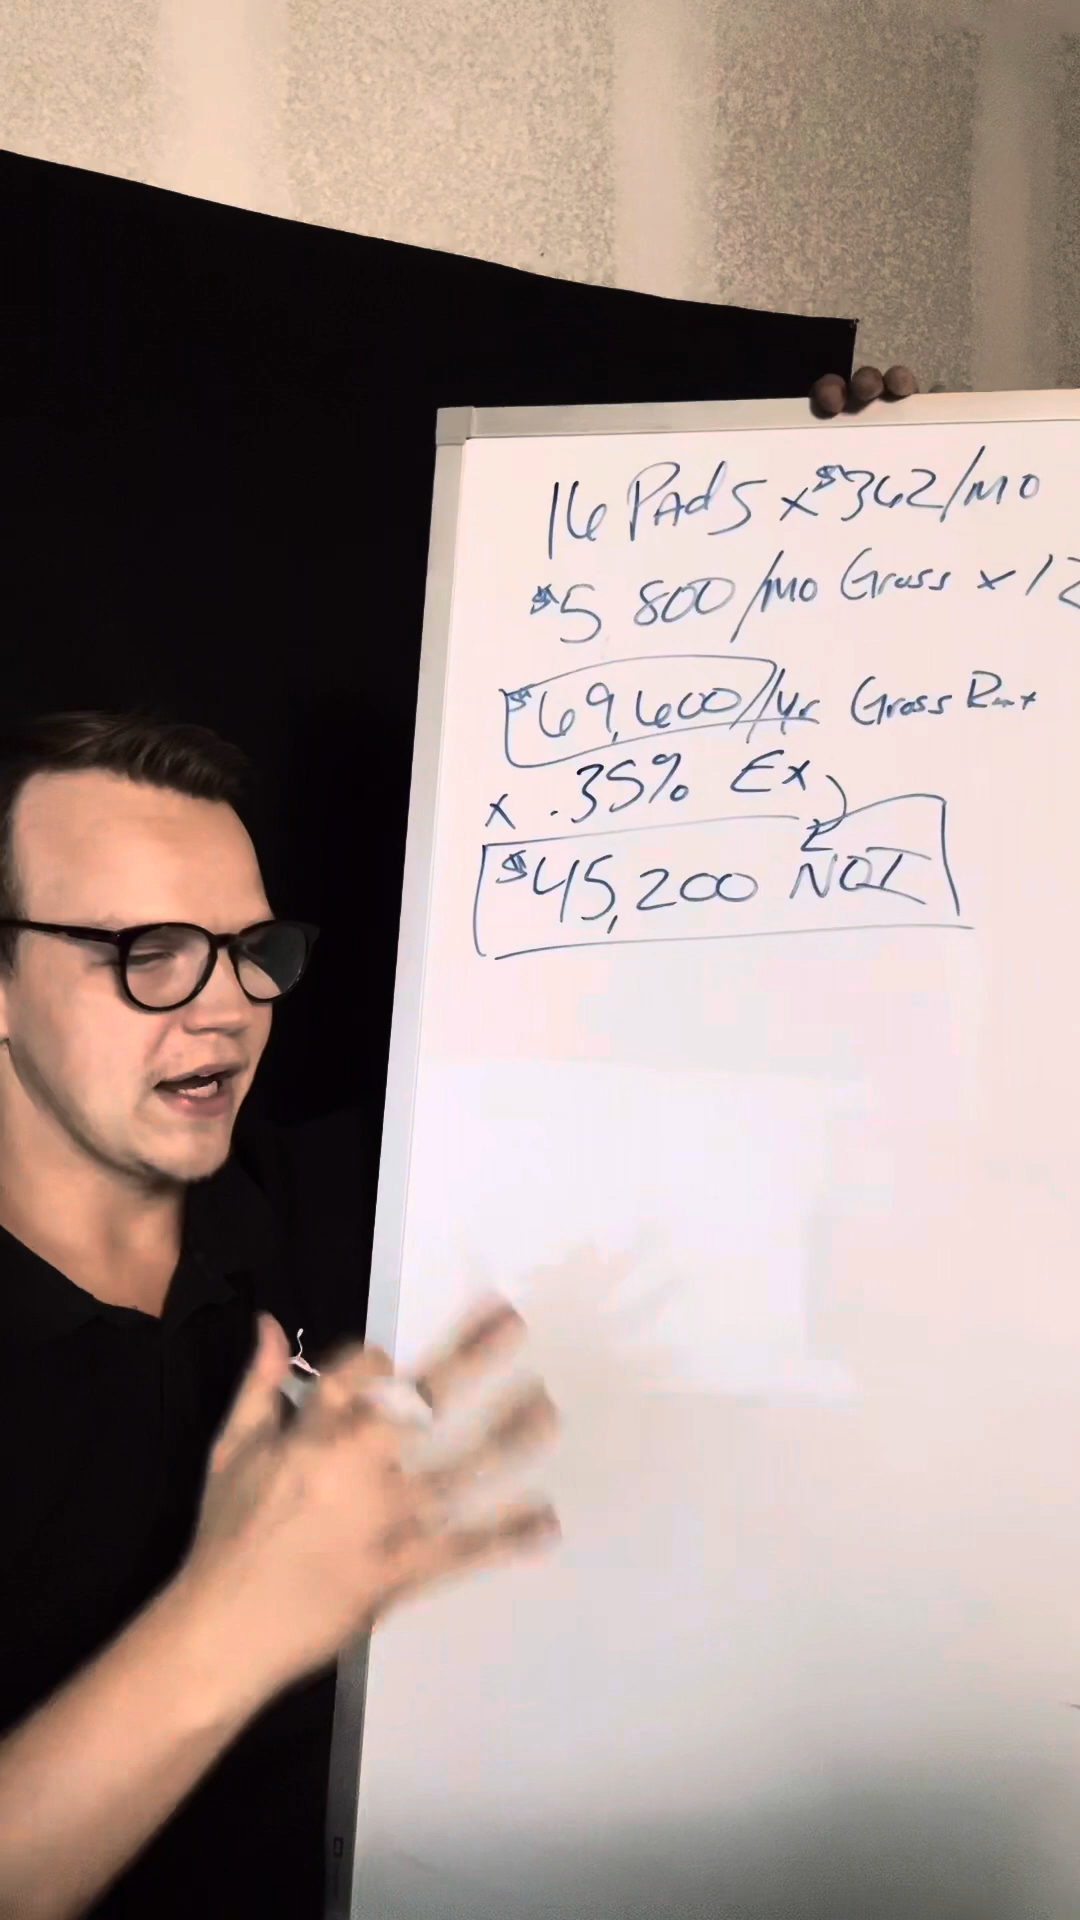 16 PAdS x $362/mo
$5 800/mo Gross x 12
$69,600/yr Gross Rent
x .35% Ex
$45,200 NOI